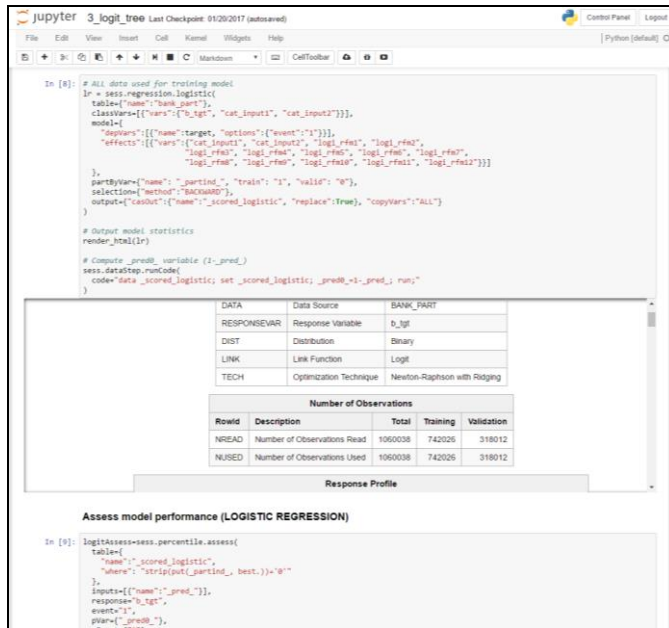 jupyter 3_logit_tree Last Checkpoint: 01/20/2017 (autosaved)
Control Panel Logout
File Edit View Insert Cell Kernel Widgets Help
Python [default]
Markdown CellToolbar
In [8]: # ALL data used for training model
lr = sess.regression.logistic(
table={"name":"bank_part"},
classVars=[{"vars":{"b_tgt", "cat_input1", "cat_input2"}}],
model={
"depVars":[{"name":target, "options":{"event":"1"}}],
"effects":[{"vars":{"cat_input1", "cat_input2", "logi_rfm1", "logi_rfm2",
"logi_rfm3", "logi_rfm4", "logi_rfm5", "logi_rfm6", "logi_rfm7",
"logi_rfm8", "logi_rfm9", "logi_rfm10", "logi_rfm11", "logi_rfm12"}}]
},
partByVar={"name": "_partind_", "train": "1", "valid": "0"},
selection={"method":"BACKWARD"},
output={"casOut":{"name":"_scored_logistic", "replace":True}, "copyVars":"ALL"}
)
# Output model statistics
render_html(lr)
# Compute _pred0_ variable (1-_pred_)
sess.dataStep.runCode(
code="data _scored_logistic; set _scored_logistic; _pred0_=1-_pred_; run;"
)
DATA Data Source BANK_PART
RESPONSEVAR Response Variable b_tgt
DIST Distribution Binary
LINK Link Function Logit
TECH Optimization Technique Newton-Raphson with Ridging
Number of Observations
RowId Description Total Training Validation
NREAD Number of Observations Read 1060038 742026 318012
NUSED Number of Observations Used 1060038 742026 318012
Response Profile
Assess model performance (LOGISTIC REGRESSION)
In [9]: logitAssess=sess.percentile.assess(
table={
"name":"_scored_logistic",
"where": "strip(put(_partind_, best.))='0'"
},
inputs=[{"name":"_pred_"}],
response="b_tgt",
event="1",
pVar={"_pred0_"},